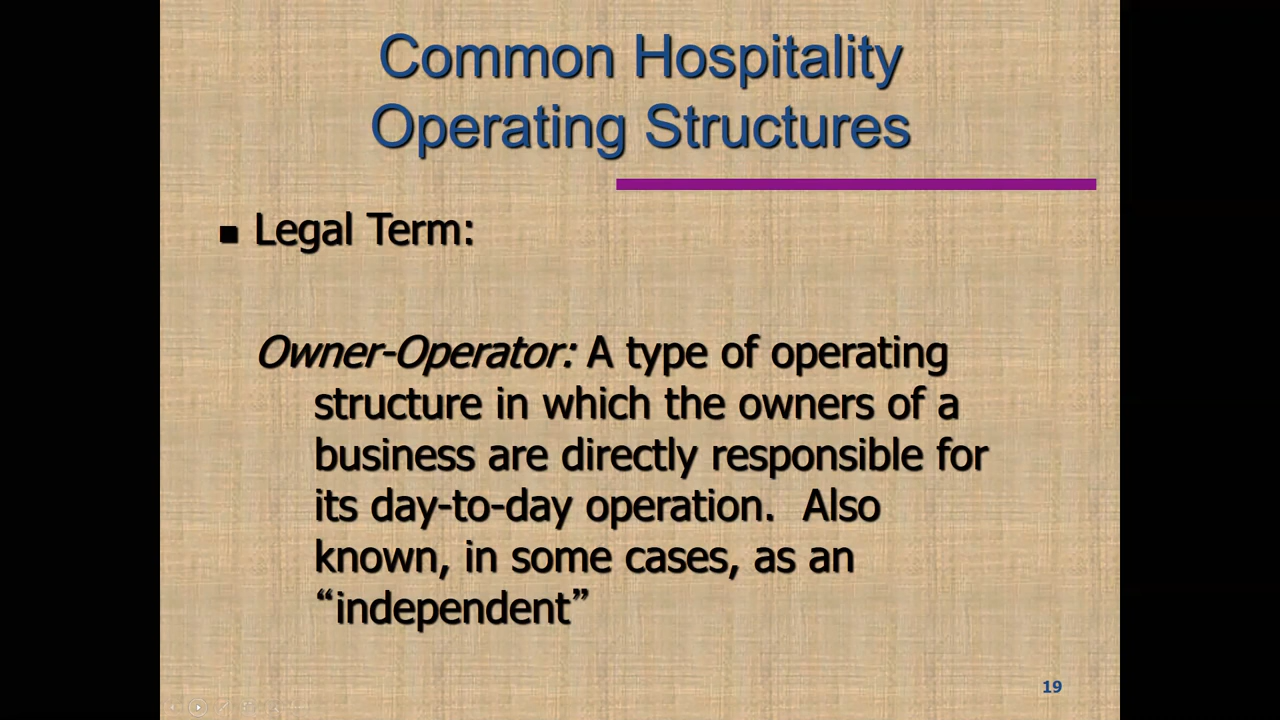 Common Hospitality
Operating Structures
Legal Term:
Owner-Operator: A type of operating
structure in which the owners of a
business are directly responsible for
its day-to-day operation. Also
known, in some cases, as an
“independent”
19